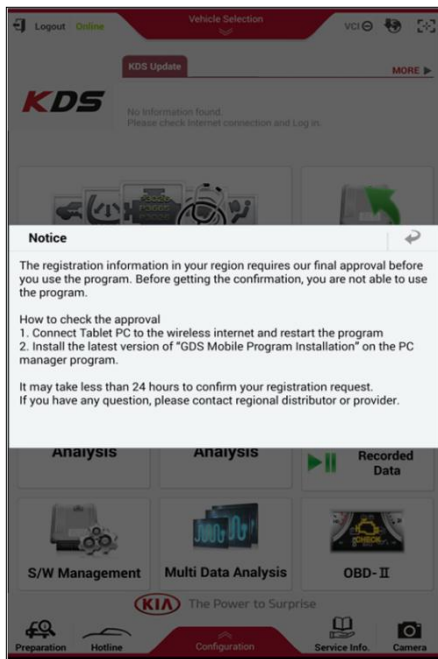 Logout Online
Vehicle Selection
VCI
KDS Update
MORE
KDS
No Information found.
Please check Internet connection and Log in.
Notice
The registration information in your region requires our final approval before
you use the program. Before getting the confirmation, you are not able to use
the program.
How to check the approval
1. Connect Tablet PC to the wireless internet and restart the program
2. Install the latest version of "GDS Mobile Program Installation" on the PC
manager program.
It may take less than 24 hours to confirm your registration request.
If you have any question, please contact regional distributor or provider.
Analysis
Analysis
Recorded
Data
S/W Management
Multi Data Analysis
CHECK
OBD-Ⅱ
KIA The Power to Surprise
Preparation
Hotline
Configuration
Service Info.
Camera